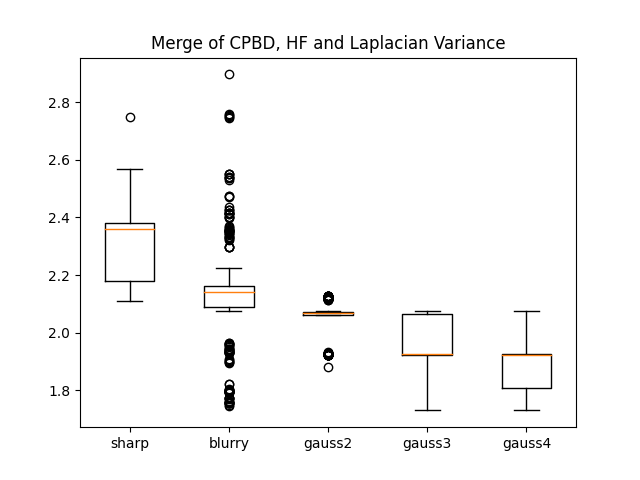 Merge of CPBD, HF and Laplacian Variance
2.8
2.6
2.4
2.2
2.0
1.8
sharp
blurry
gauss2
gauss3
gauss4